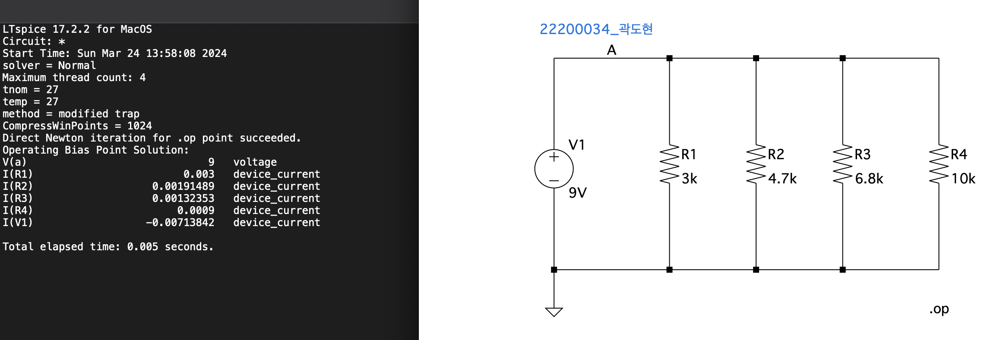 LTspice 17.2.2 for MacOS
Circuit: *
Start Time: Sun Mar 24 13:58:08 2024
solver = Normal
Maximum thread count: 4
tnom = 27
temp = 27
method = modified trap
CompressWinPoints = 1024
Direct Newton iteration for .op point succeeded.
Operating Bias Point Solution:
V(a) 9 voltage
I(R1) 0.003 device_current
I(R2) 0.00191489 device_current
I(R3) 0.00132353 device_current
I(R4) 0.0009 device_current
I(V1) −0.00713842 device_current
Total elapsed time: 0.005 seconds.
22200034_곽도현
A
V1
9V
R1
3k
R2
4.7k
R3
6.8k
R4
10k
.op